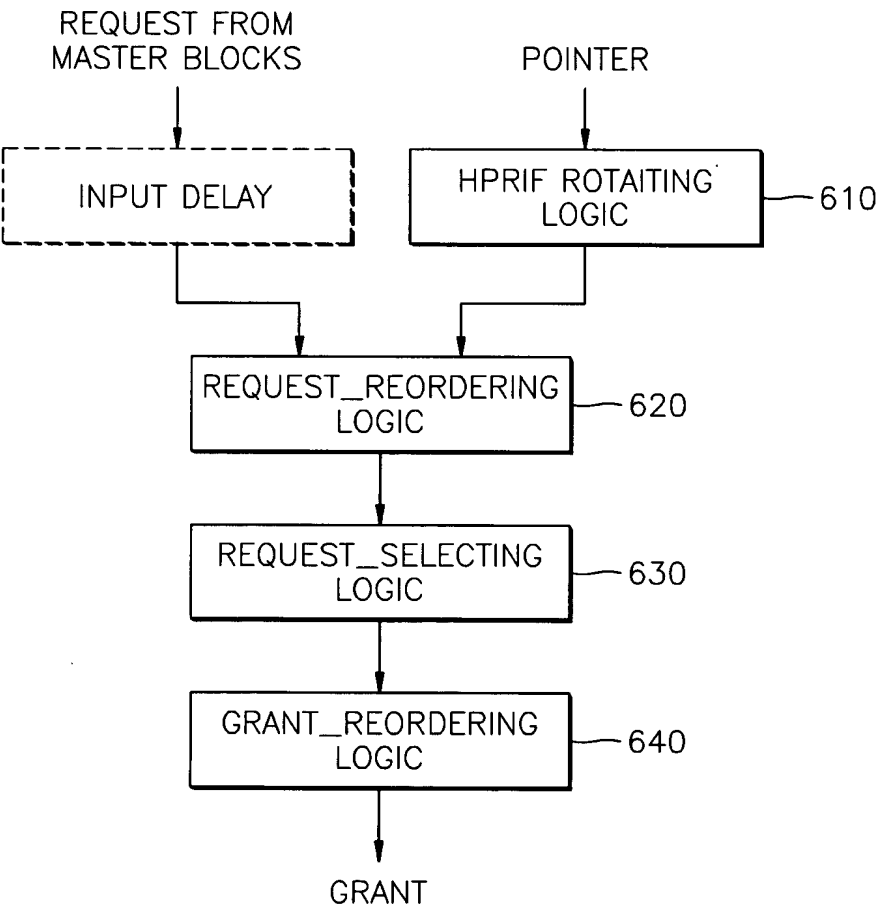 REQUEST FROM
MASTER BLOCKS
POINTER
INPUT DELAY
HPRIF ROTAITING
LOGIC
610
REQUEST_REORDERING
LOGIC
620
REQUEST_SELECTING
LOGIC
630
GRANT_REORDERING
LOGIC
640
GRANT